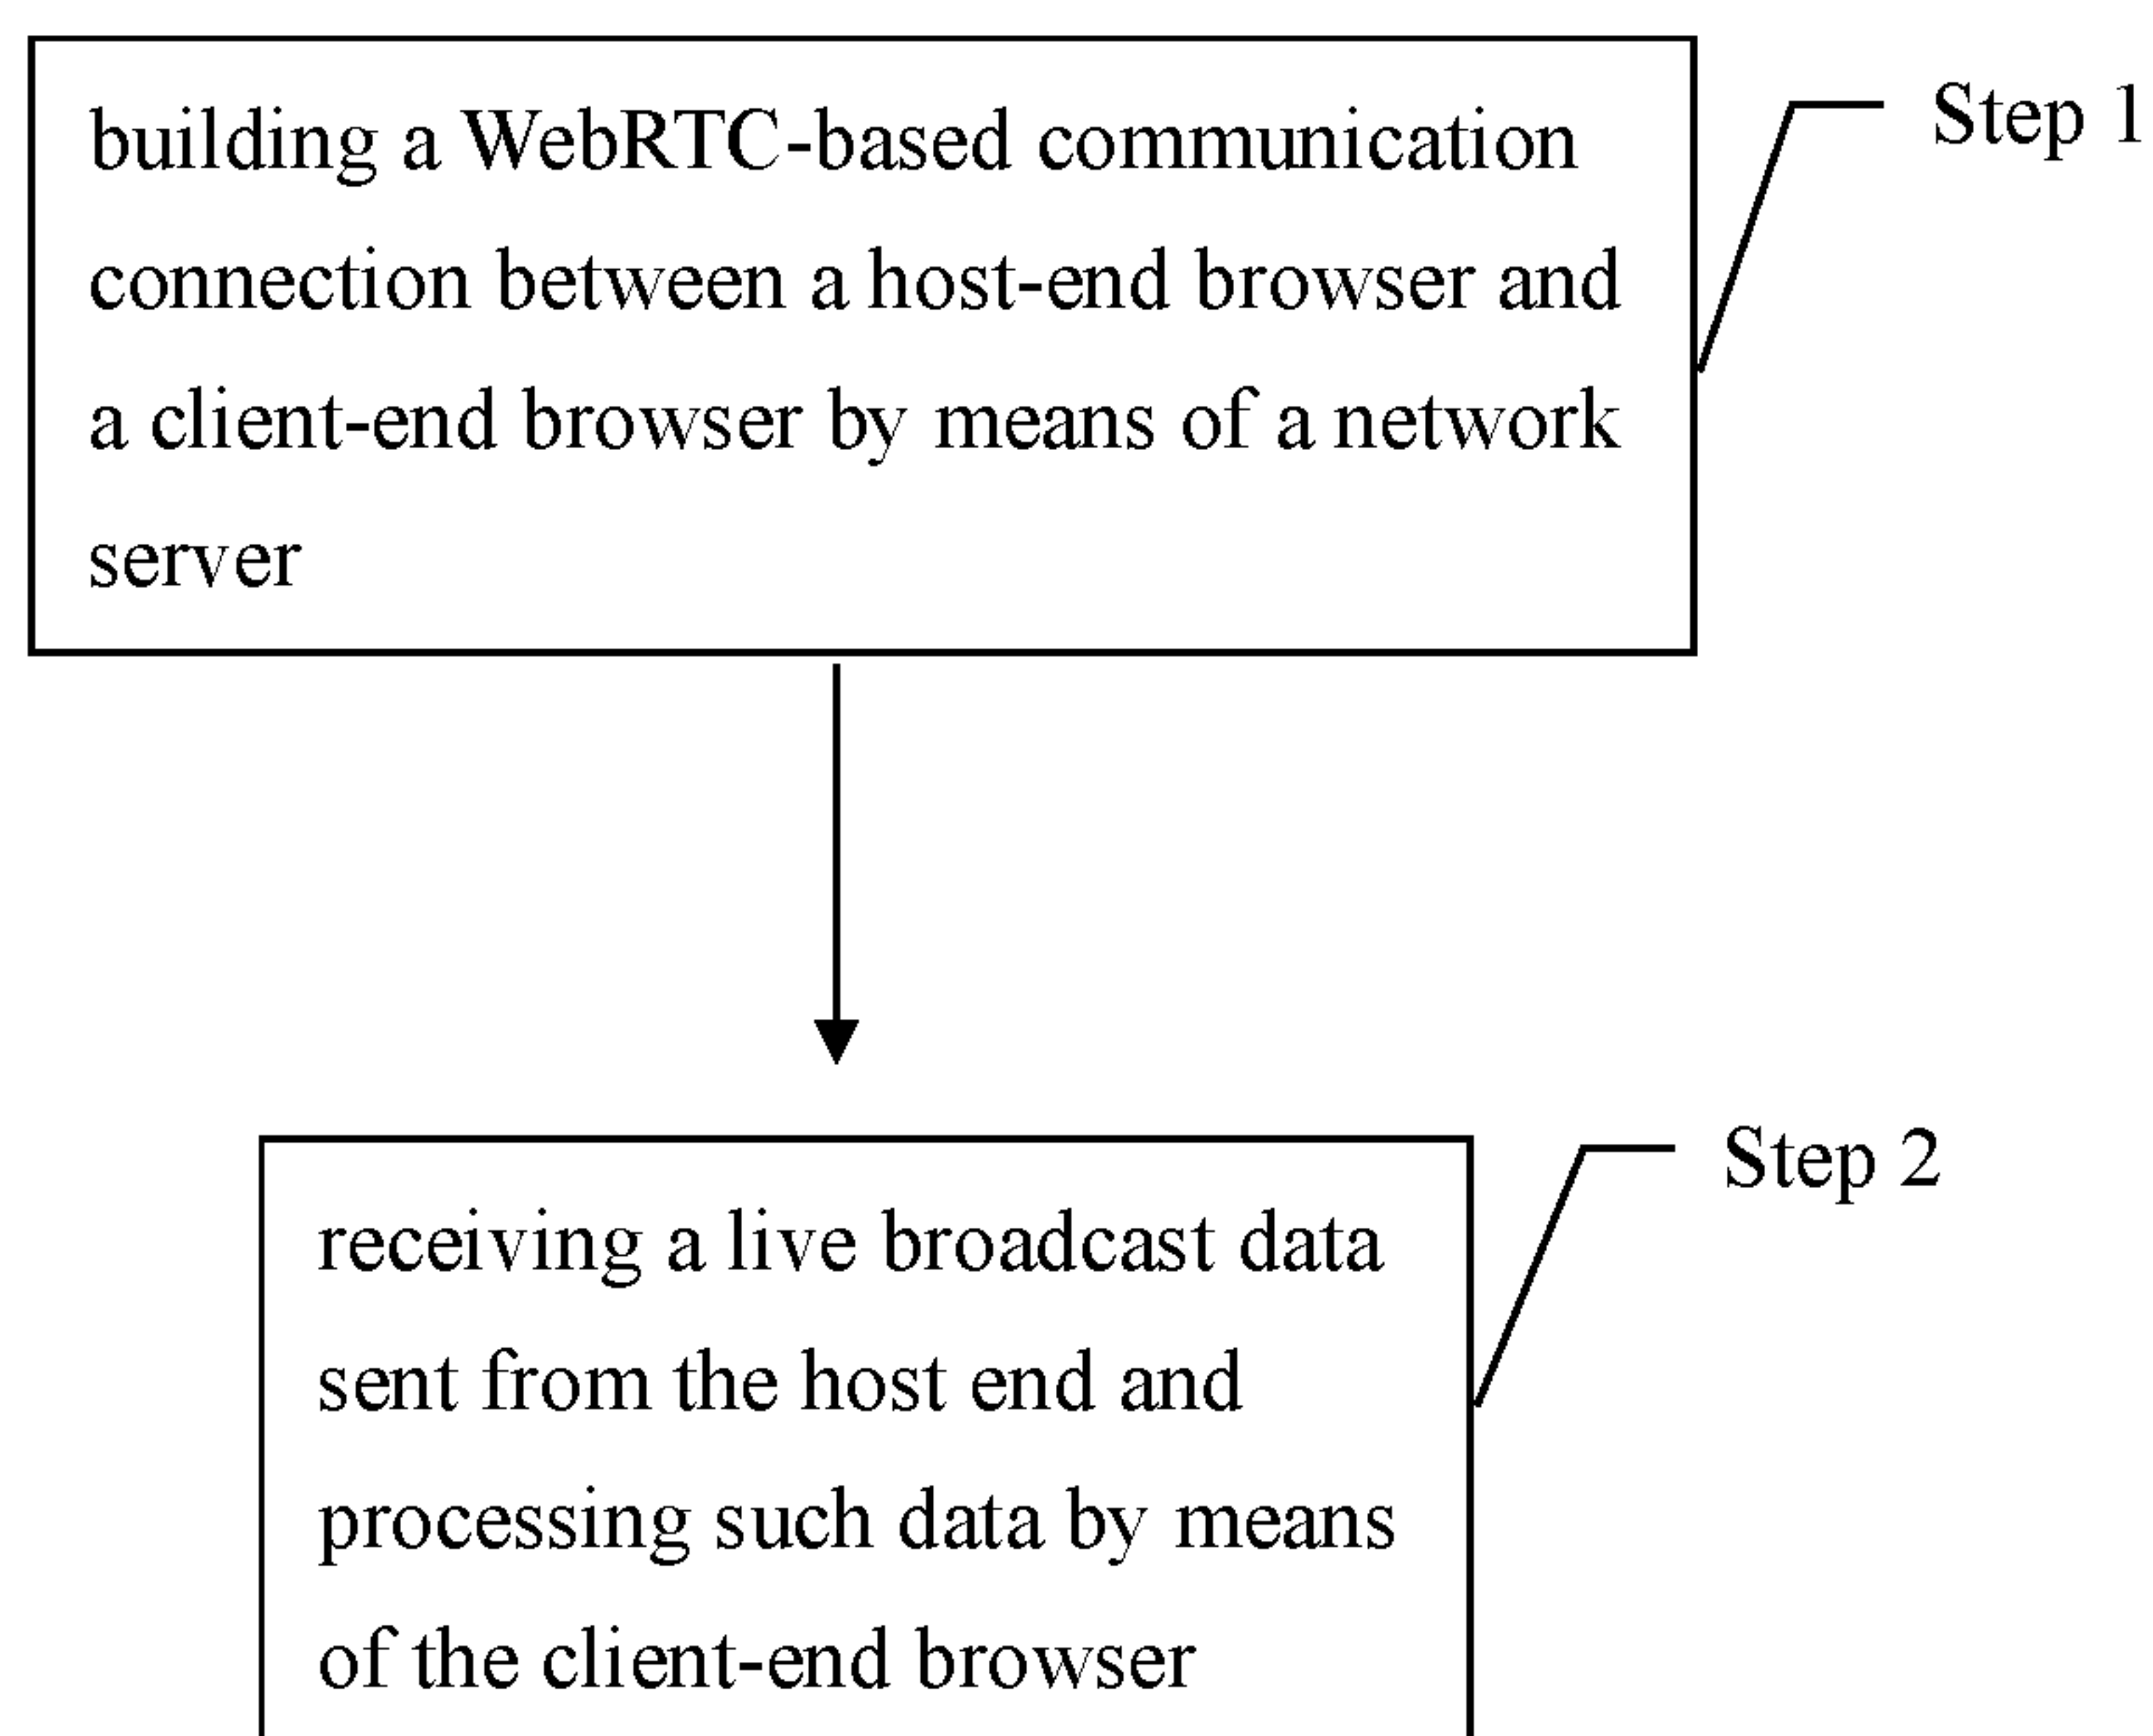 building a WebRTC-based communication
connection between a host-end browser and
a client-end browser by means of a network
server
Step 1
receiving a live broadcast data
sent from the host end and
processing such data by means
of the client-end browser
Step 2